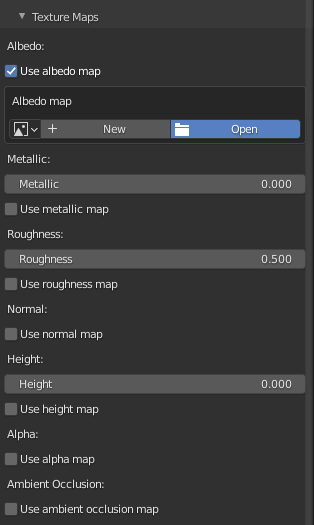 Texture Maps
Albedo:
Use albedo map
Albedo map
New Open
Metallic:
Metallic 0.000
Use metallic map
Roughness:
Roughness 0.500
Use roughness map
Normal:
Use normal map
Height:
Height 0.000
Use height map
Alpha:
Use alpha map
Ambient Occlusion:
Use ambient occlusion map